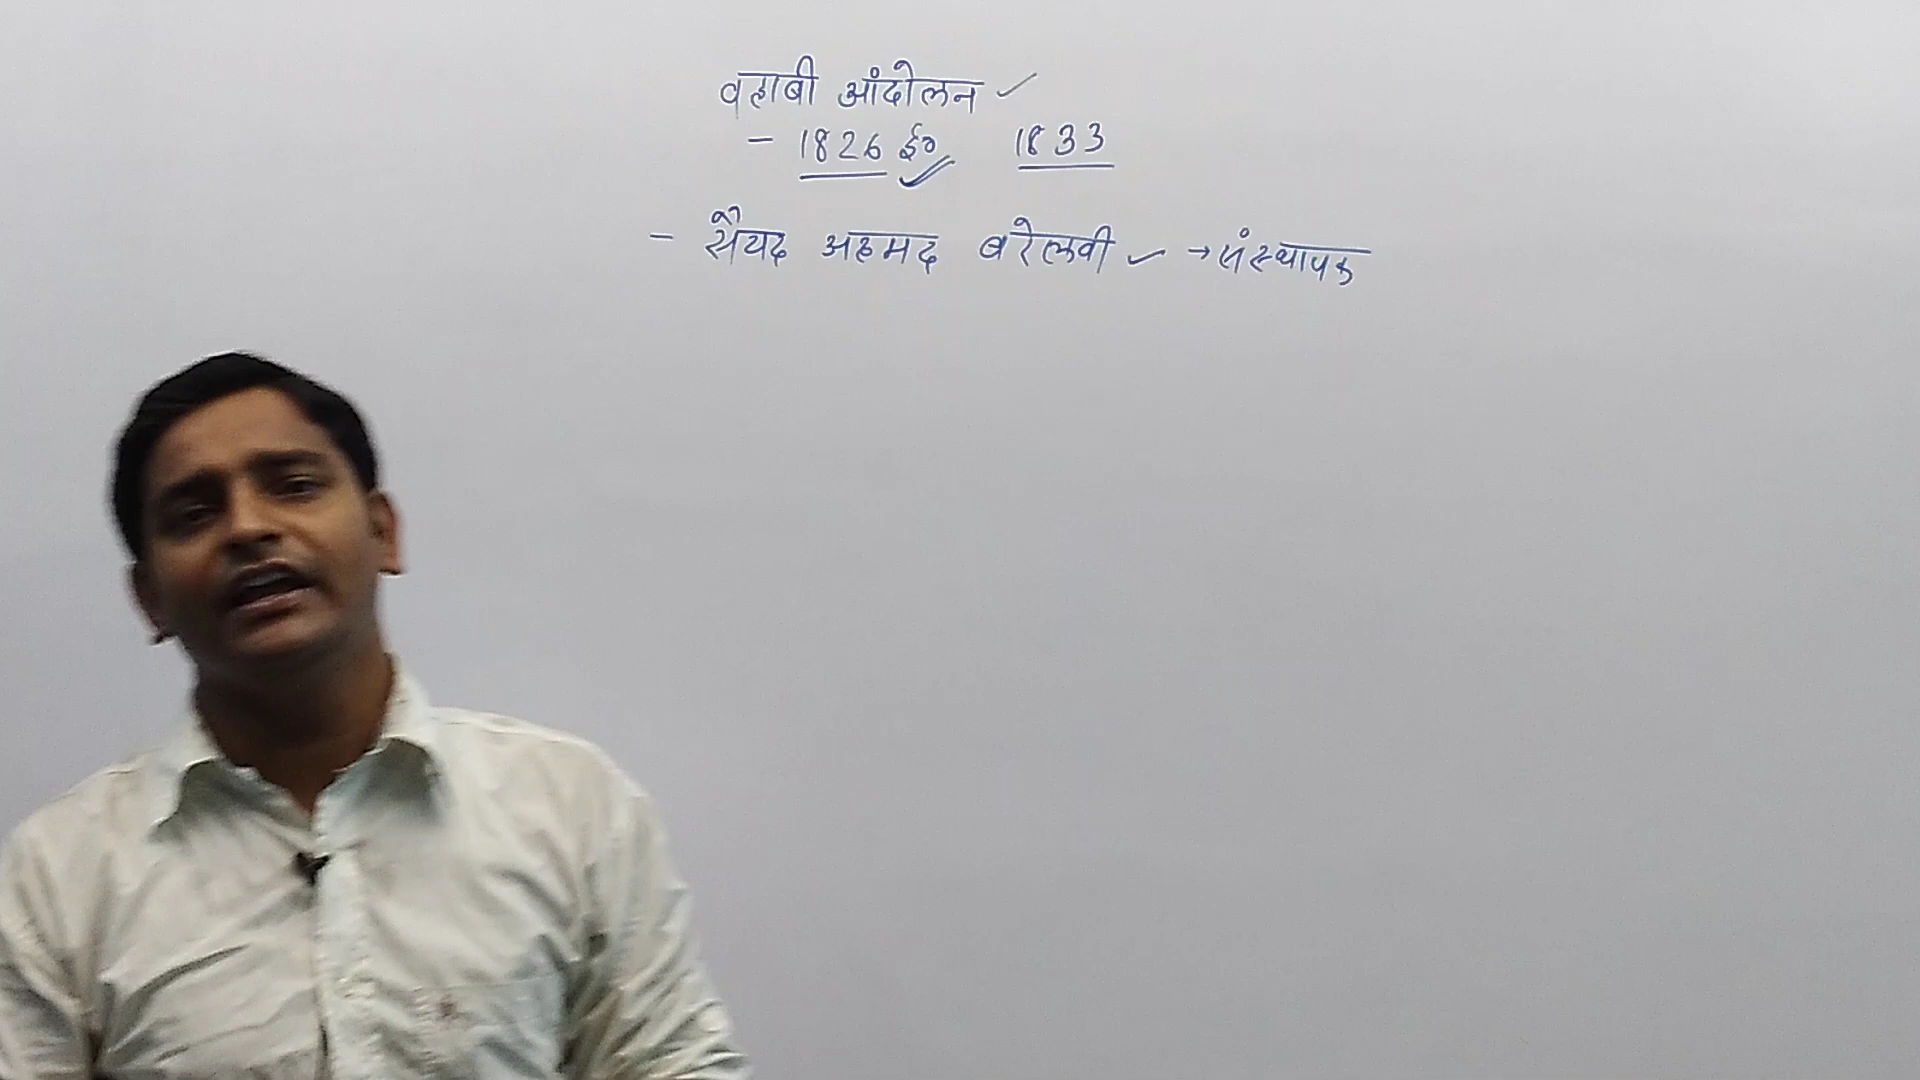 वहाबी आंदोलन
- 1826 ई० 1833
- सैयद अहमद बरेलवी → संस्थापक